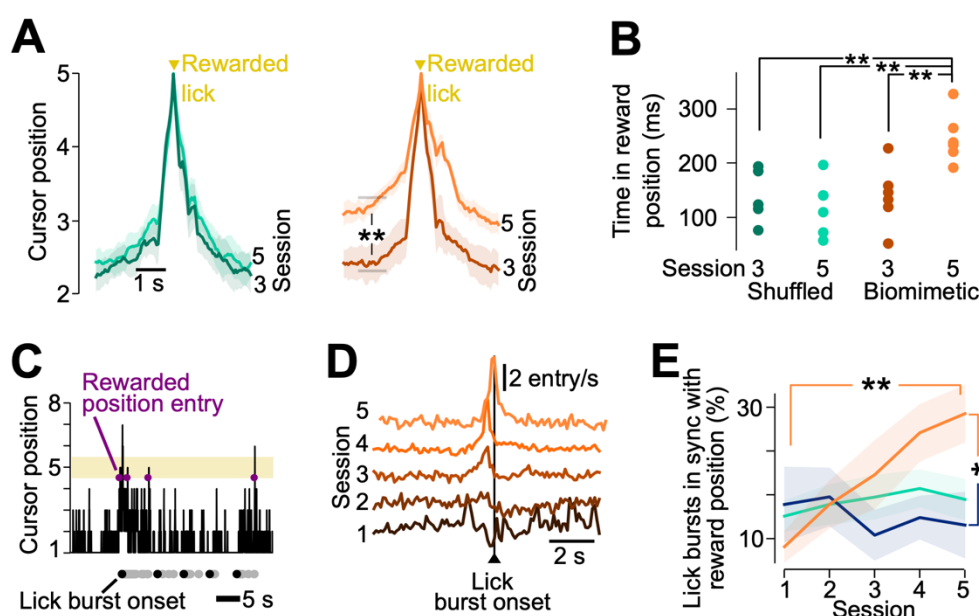 A
Rewarded
lick
Rewarded
lick
Cursor position
5
4
3
2
1 s
5
3
Session
**
5
3
Session
B
**
**
**
Time in reward
position (ms)
300
200
100
Session 3 5 3 5
Shuffled Biomimetic
C
Rewarded
position entry
Cursor position
8
5
1
Lick burst onset
5 s
D
2 entry/s
Session
5
4
3
2
1
2 s
Lick
burst onset
E
Lick bursts in sync with
reward position (%)
**
*
30
10
1 2 3 4 5
Session